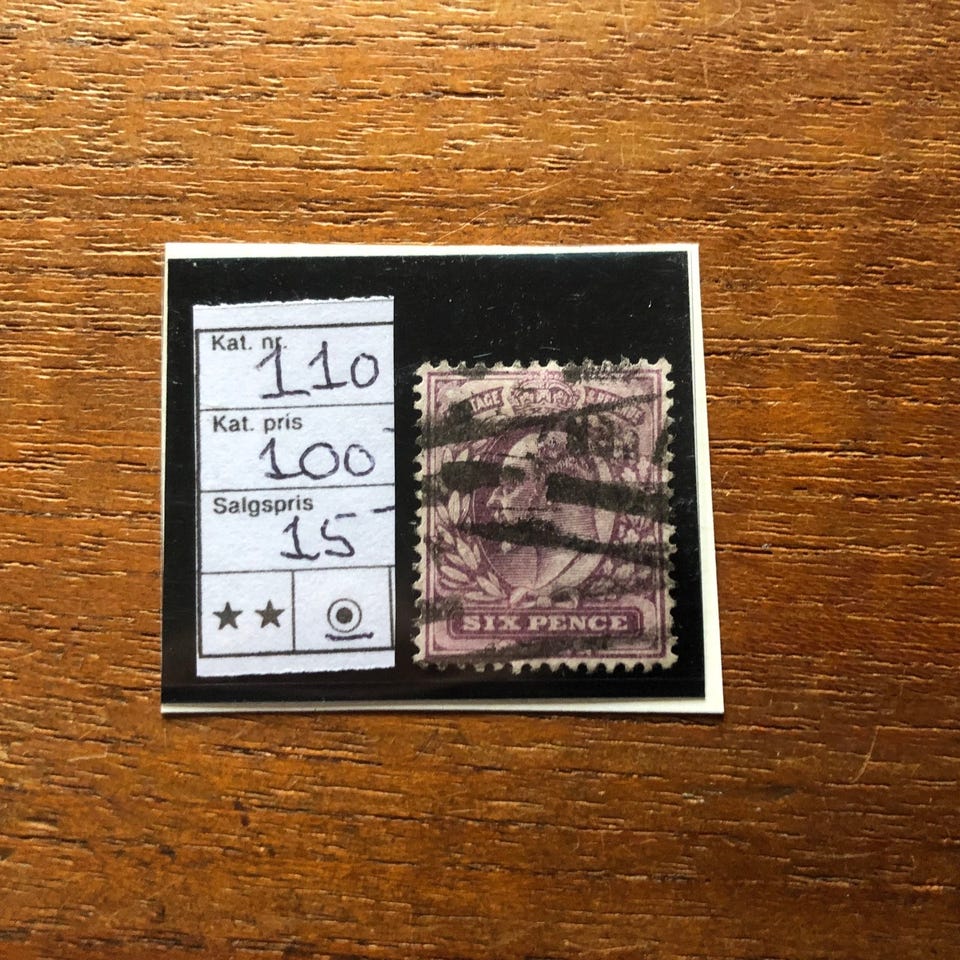 Kat. nr.
110
Kat. pris
100
Salgspris
15-
SIX PENCE